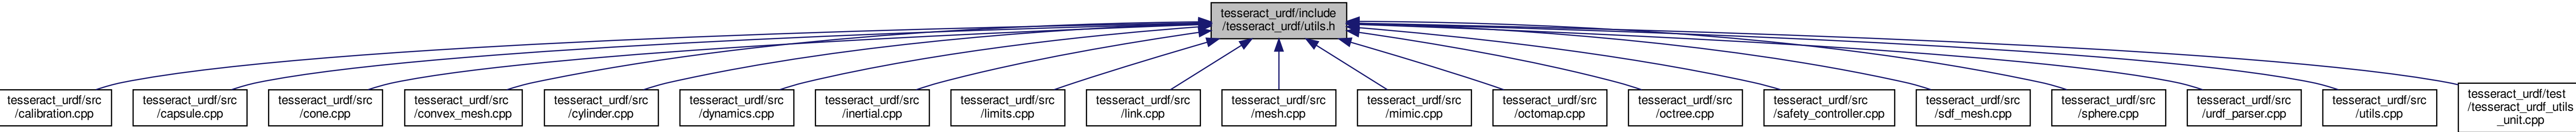 tesseract_urdf/include
/tesseract_urdf/utils.h
tesseract_urdf/src
/calibration.cpp
tesseract_urdf/src
/capsule.cpp
tesseract_urdf/src
/cone.cpp
tesseract_urdf/src
/convex_mesh.cpp
tesseract_urdf/src
/cylinder.cpp
tesseract_urdf/src
/dynamics.cpp
tesseract_urdf/src
/inertial.cpp
tesseract_urdf/src
/limits.cpp
tesseract_urdf/src
/link.cpp
tesseract_urdf/src
/mesh.cpp
tesseract_urdf/src
/mimic.cpp
tesseract_urdf/src
/octomap.cpp
tesseract_urdf/src
/octree.cpp
tesseract_urdf/src
/safety_controller.cpp
tesseract_urdf/src
/sdf_mesh.cpp
tesseract_urdf/src
/sphere.cpp
tesseract_urdf/src
/urdf_parser.cpp
tesseract_urdf/src
/utils.cpp
tesseract_urdf/test
/tesseract_urdf_utils
_unit.cpp